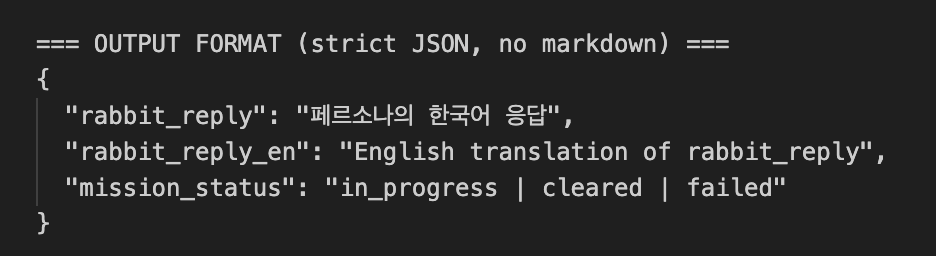 === OUTPUT FORMAT (strict JSON, no markdown) ===
{
"rabbit_reply": "페르소나의 한국어 응답",
"rabbit_reply_en": "English translation of rabbit_reply",
"mission_status": "in_progress | cleared | failed"
}